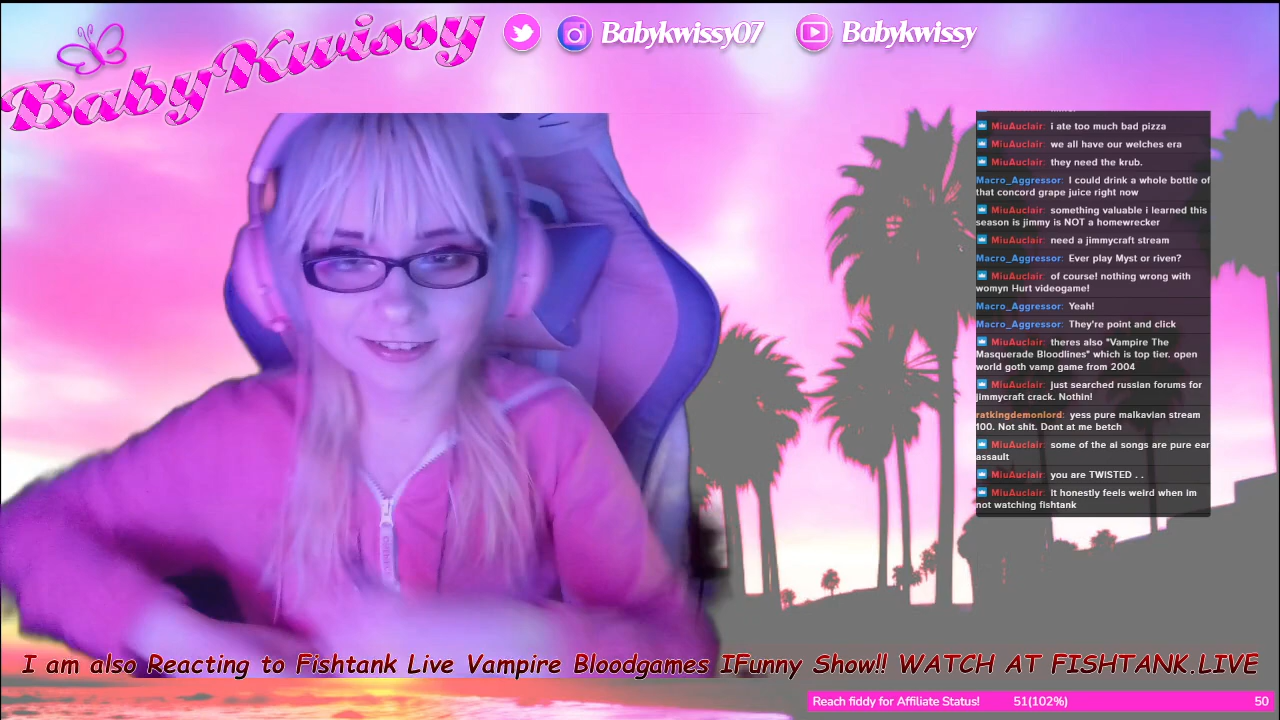 BabyKwissy
Babykwissy07
Babykwissy
MiuAuclair: i ate too much bad pizza
MiuAuclair: we all have our welches era
MiuAuclair: they need the krub.
Macro_Aggressor: I could drink a whole bottle of
that concord grape juice right now
MiuAuclair: something valuable i learned this
season is jimmy is NOT a homewrecker
MiuAuclair: need a jimmycraft stream
Macro_Aggressor: Ever play Myst or riven?
MiuAuclair: of course! nothing wrong with
womyn Hurt videogame!
Macro_Aggressor: Yeah!
Macro_Aggressor: They're point and click
MiuAuclair: theres also "Vampire The
Masquerade Bloodlines" which is top tier. open
world goth vamp game from 2004
MiuAuclair: just searched russian forums for
jimmycraft crack. Nothin!
ratkingdemonlord: yess pure malkavian stream
100. Not shit. Dont at me betch
MiuAuclair: some of the ai songs are pure ear
assault
MiuAuclair: you are TWISTED . .
MiuAuclair: it honestly feels weird when im
not watching fishtank
I am also Reacting to Fishtank Live Vampire Bloodgames IFunny Show!! WATCH AT FISHTANK.LIVE
Reach fiddy for Affiliate Status! 51(102%) 50